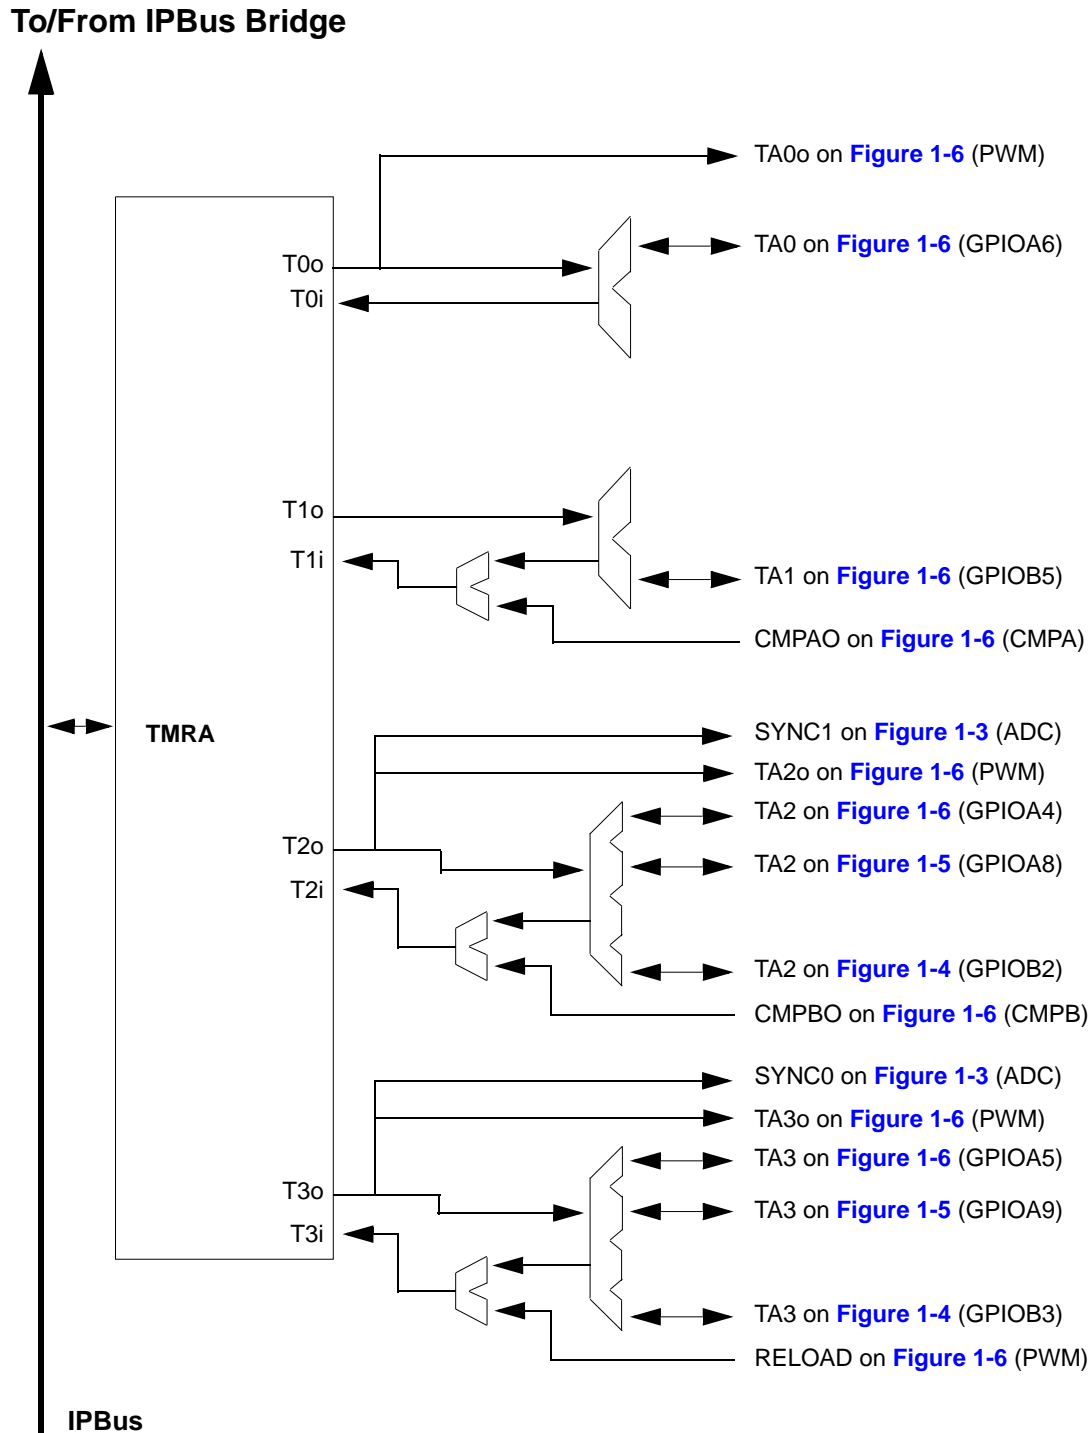 To/From IPBus Bridge
TA0o on Figure 1-6 (PWM)
TA0 on Figure 1-6 (GPIOA6)
T0o
T0i
T1o
T1i
TA1 on Figure 1-6 (GPIOB5)
CMPAO on Figure 1-6 (CMPA)
TMRA
SYNC1 on Figure 1-3 (ADC)
TA2o on Figure 1-6 (PWM)
TA2 on Figure 1-6 (GPIOA4)
T2o
TA2 on Figure 1-5 (GPIOA8)
T2i
TA2 on Figure 1-4 (GPIOB2)
CMPBO on Figure 1-6 (CMPB)
SYNC0 on Figure 1-3 (ADC)
TA3o on Figure 1-6 (PWM)
TA3 on Figure 1-6 (GPIOA5)
T3o
TA3 on Figure 1-5 (GPIOA9)
T3i
TA3 on Figure 1-4 (GPIOB3)
RELOAD on Figure 1-6 (PWM)
IPBus